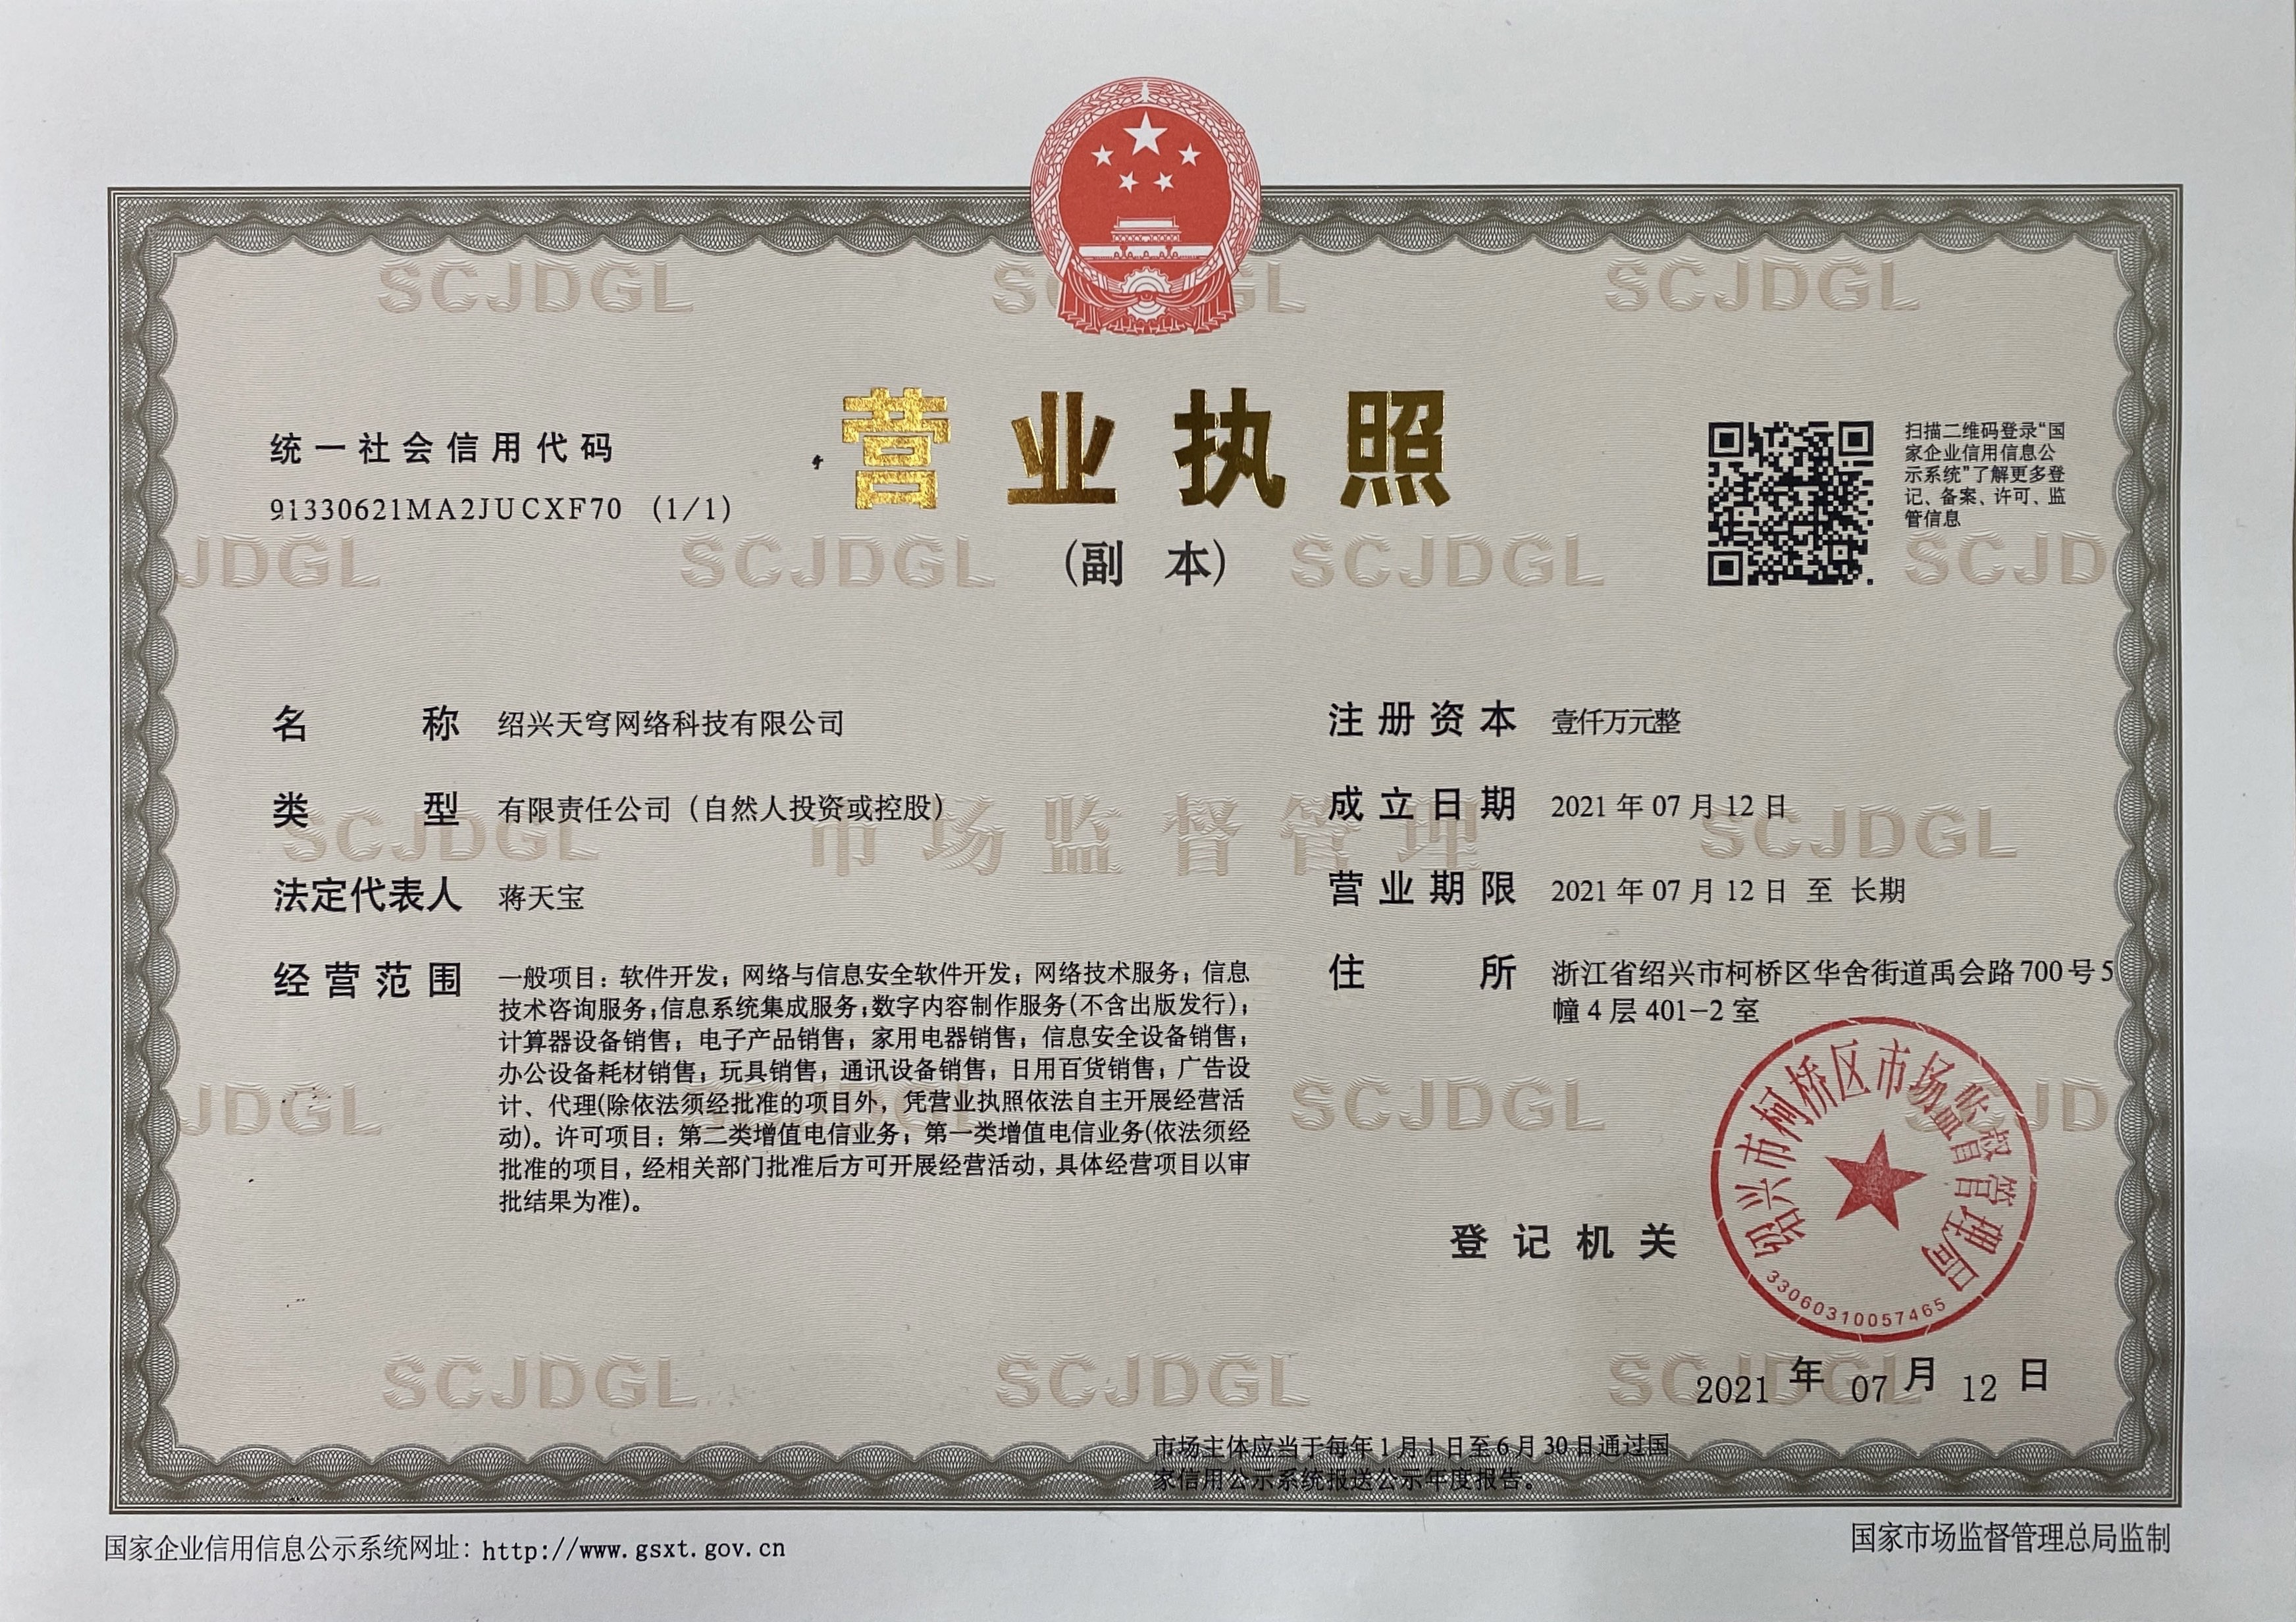 营业执照
(副本)
统一社会信用代码
91330621MA2JUCXF70 (1/1)
扫描二维码登录“国
家企业信用信息公
示系统”了解更多登
记、备案、许可、监
管信息
名称 绍兴天穹网络科技有限公司
类型 有限责任公司（自然人投资或控股）
法定代表人 蒋天宝
经营范围 一般项目：软件开发；网络与信息安全软件开发；网络技术服务；信息
技术咨询服务;信息系统集成服务;数字内容制作服务(不含出版发行)；
计算器设备销售；电子产品销售；家用电器销售；信息安全设备销售；
办公设备耗材销售；玩具销售；通讯设备销售；日用百货销售；广告设
计、代理(除依法须经批准的项目外，凭营业执照依法自主开展经营活
动)。许可项目：第二类增值电信业务；第一类增值电信业务(依法须经
批准的项目，经相关部门批准后方可开展经营活动，具体经营项目以审
批结果为准)。
注册资本 壹仟万元整
成立日期 2021年07月12日
营业期限 2021年07月12日 至 长期
住所 浙江省绍兴市柯桥区华舍街道禹会路700号5
幢4层401-2室
登记机关
绍兴市柯桥区市场监督管理局
33060310057465
2021年07月12日
市场主体应当于每年1月1日至6月30日通过国
家信用公示系统报送公示年度报告。
国家企业信用信息公示系统网址：http://www.gsxt.gov.cn
国家市场监督管理总局监制
SCJDGL
SCJDGL
SCJDGL
JDGL
SCJDGL
SCJDGL
SCJD
SCJDGL
市场监督管理
SCJDGL
JDGL
SCJDGL
SCJD
SCJDGL
SCJDGL
SCJDGL